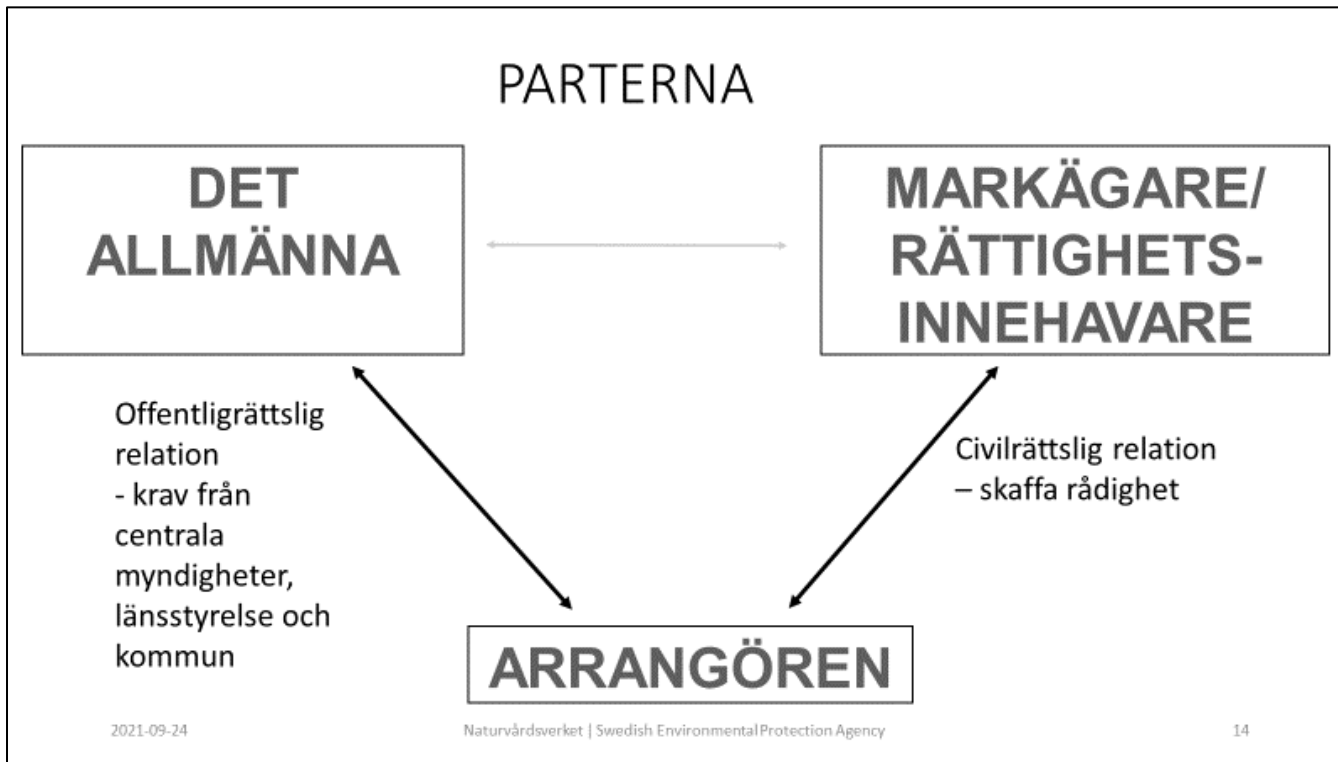 PARTERNA
DET
ALLMÄNNA
MARKÄGARE/
RÄTTIGHETS-
INNEHAVARE
Offentligrättslig
relation
- krav från
centrala
myndigheter,
länsstyrelse och
kommun
Civilrättslig relation
– skaffa rådighet
ARRANGÖREN
2021-09-24
Naturvårdsverket | Swedish Environmental Protection Agency
14